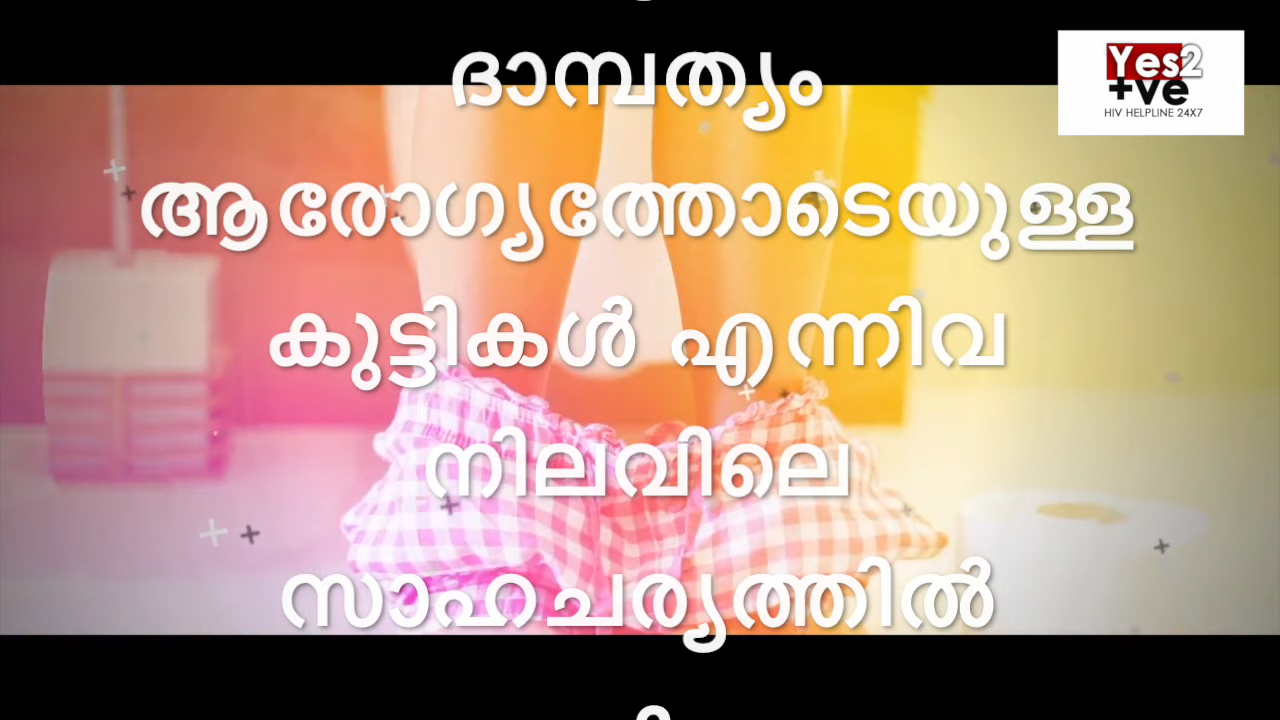 ദാമ്പത്യം
ആരോഗ്യത്തോടെയുള്ള
കുട്ടികൾ എന്നിവ
നിലവിലെ
സാഹചര്യത്തിൽ
Yes2
+ve
HIV HELPLINE 24X7